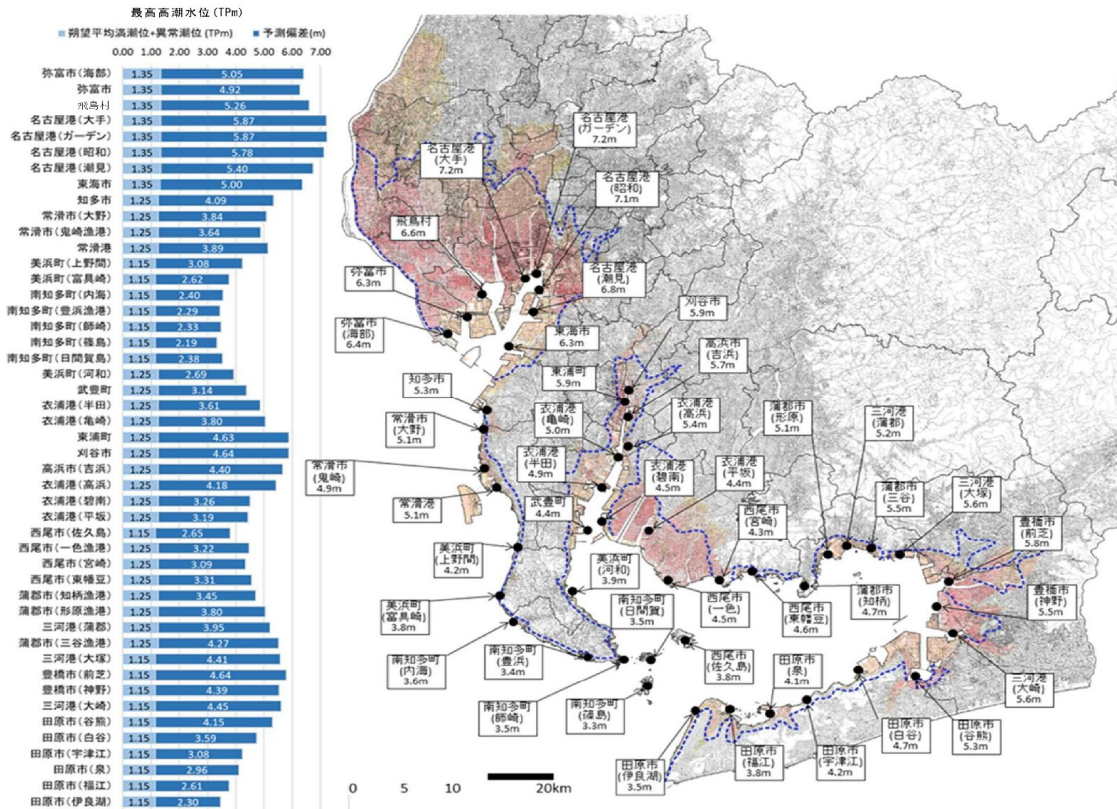 最高高潮水位(TPm)
朔望平均満潮位+異常潮位 (TPm) 予測偏差(m)
0.00 1.00 2.00 3.00 4.00 5.00 6.00 7.00
弥富市(海部) 1.35 5.05
弥富市 1.35 4.92
飛鳥村 1.35 5.26
名古屋港(大手) 1.35 5.87
名古屋港(ガーデン) 1.35 5.87
名古屋港(昭和) 1.35 5.78
名古屋港(潮見) 1.35 5.40
東海市 1.35 5.00
知多市 1.25 4.09
常滑市(大野) 1.25 3.84
常滑市(鬼崎漁港) 1.25 3.64
常滑港 1.25 3.89
美浜町(上野間) 1.15 3.08
美浜町(富具崎) 1.15 2.62
南知多町(内海) 1.15 2.40
南知多町(豊浜漁港) 1.15 2.29
南知多町(師崎) 1.15 2.33
南知多町(篠島) 1.15 2.19
南知多町(日間賀島) 1.15 2.38
美浜町(河和) 1.25 2.69
武豊町 1.25 3.14
衣浦港(半田) 1.25 3.61
衣浦港(亀崎) 1.25 3.80
東浦町 1.25 4.63
刈谷市 1.25 4.64
高浜市(吉浜) 1.25 4.40
衣浦港(高浜) 1.25 4.18
衣浦港(碧南) 1.25 3.26
衣浦港(平坂) 1.25 3.19
西尾市(佐久島) 1.15 2.65
西尾市(一色漁港) 1.25 3.22
西尾市(宮崎) 1.25 3.09
西尾市(東幡豆) 1.25 3.31
蒲郡市(知柄漁港) 1.25 3.45
蒲郡市(形原漁港) 1.25 3.80
三河港(蒲郡) 1.25 3.95
蒲郡市(三谷漁港) 1.25 4.27
三河港(大塚) 1.15 4.41
豊橋市(前芝) 1.15 4.64
豊橋市(神野) 1.15 4.39
三河港(大崎) 1.15 4.45
田原市(谷熊) 1.15 4.15
田原市(白谷) 1.15 3.59
田原市(宇津江) 1.15 3.08
田原市(泉) 1.15 2.96
田原市(福江) 1.15 2.61
田原市(伊良湖) 1.15 2.30
名古屋港
(ガーデン)
7.2m
名古屋港
(大手)
7.2m
名古屋港
(昭和)
7.1m
飛鳥村
6.6m
名古屋港
(潮見)
6.8m
弥富市
6.3m
刈谷市
5.9m
弥富市
(海部)
6.4m
東海市
6.3m
高浜市
(吉浜)
5.7m
東浦町
5.9m
知多市
5.3m
衣浦港
(亀崎)
5.0m
衣浦港
(高浜)
5.4m
蒲郡市
(形原)
5.1m
三河港
(蒲郡)
5.2m
常滑市
(大野)
5.1m
衣浦港
(半田)
4.9m
衣浦港
(碧南)
4.5m
衣浦港
(平坂)
4.4m
蒲郡市
(三谷)
5.5m
三河港
(大塚)
5.6m
常滑市
(鬼崎)
4.9m
武豊町
4.4m
西尾市
(宮崎)
4.3m
豊橋市
(前芝)
5.8m
常滑港
5.1m
美浜町
(上野間)
4.2m
美浜町
(河和)
3.9m
西尾市
(一色)
4.5m
西尾市
(東幡豆)
4.6m
蒲郡市
(知柄)
4.7m
豊橋市
(神野)
5.5m
美浜町
(富具崎)
3.8m
南知多町
(日間賀)
3.5m
南知多町
(内海)
3.6m
南知多町
(豊浜)
3.4m
西尾市
(佐久島)
3.8m
田原市
(泉)
4.1m
三河港
(大崎)
5.6m
南知多町
(師崎)
3.5m
南知多町
(篠島)
3.3m
田原市
(伊良湖)
3.5m
田原市
(福江)
3.8m
田原市
(宇津江)
4.2m
田原市
(白谷)
4.7m
田原市
(谷熊)
5.3m
0 5 10 20km